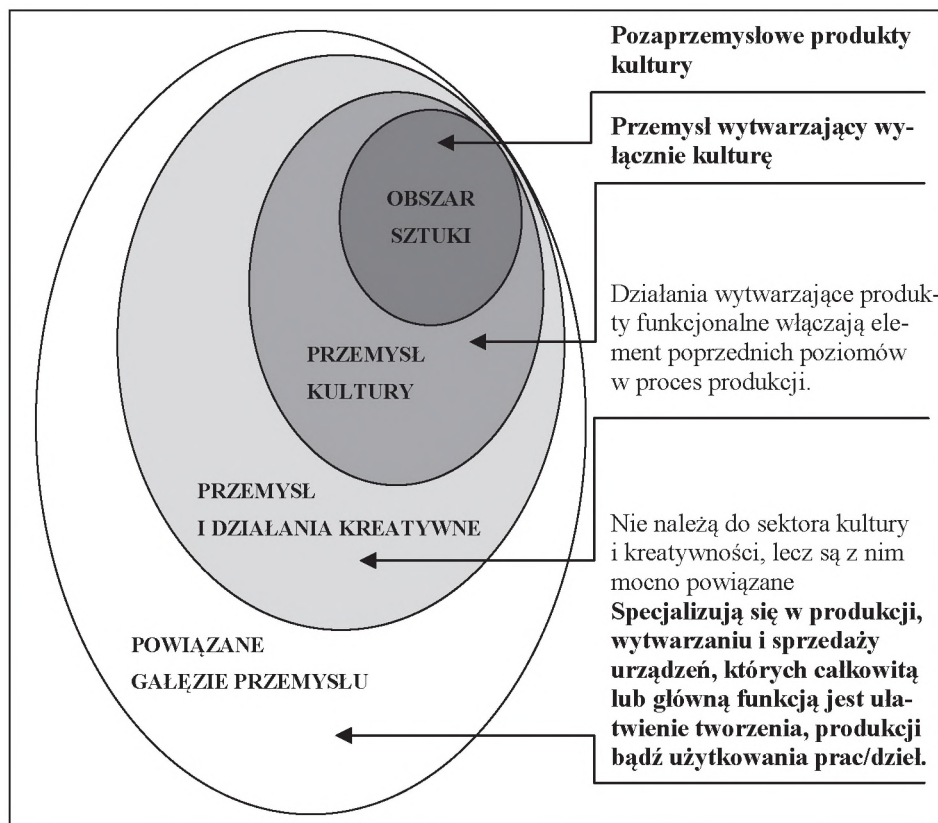 Pozaprzemysłowe produkty
kultury
Przemysł wytwarzający wy-
łącznie kulturę
OBSZAR
SZTUKI
Działania wytwarzające produk-
ty funkcjonalne włączają ele-
ment poprzednich poziomów
w proces produkcji.
PRZEMYSŁ
KULTURY
PRZEMYSŁ
I DZIAŁANIA KREATYWNE
Nie należą do sektora kultury
i kreatywności, lecz są z nim
mocno powiązane
Specjalizują się w produkcji,
wytwarzaniu i sprzedaży
urządzeń, których całkowitą
lub główną funkcją jest uła-
twienie tworzenia, produkcji
bądź użytkowania prac/dzieł.
POWIĄZANE
GAŁĘZIE PRZEMYSŁU